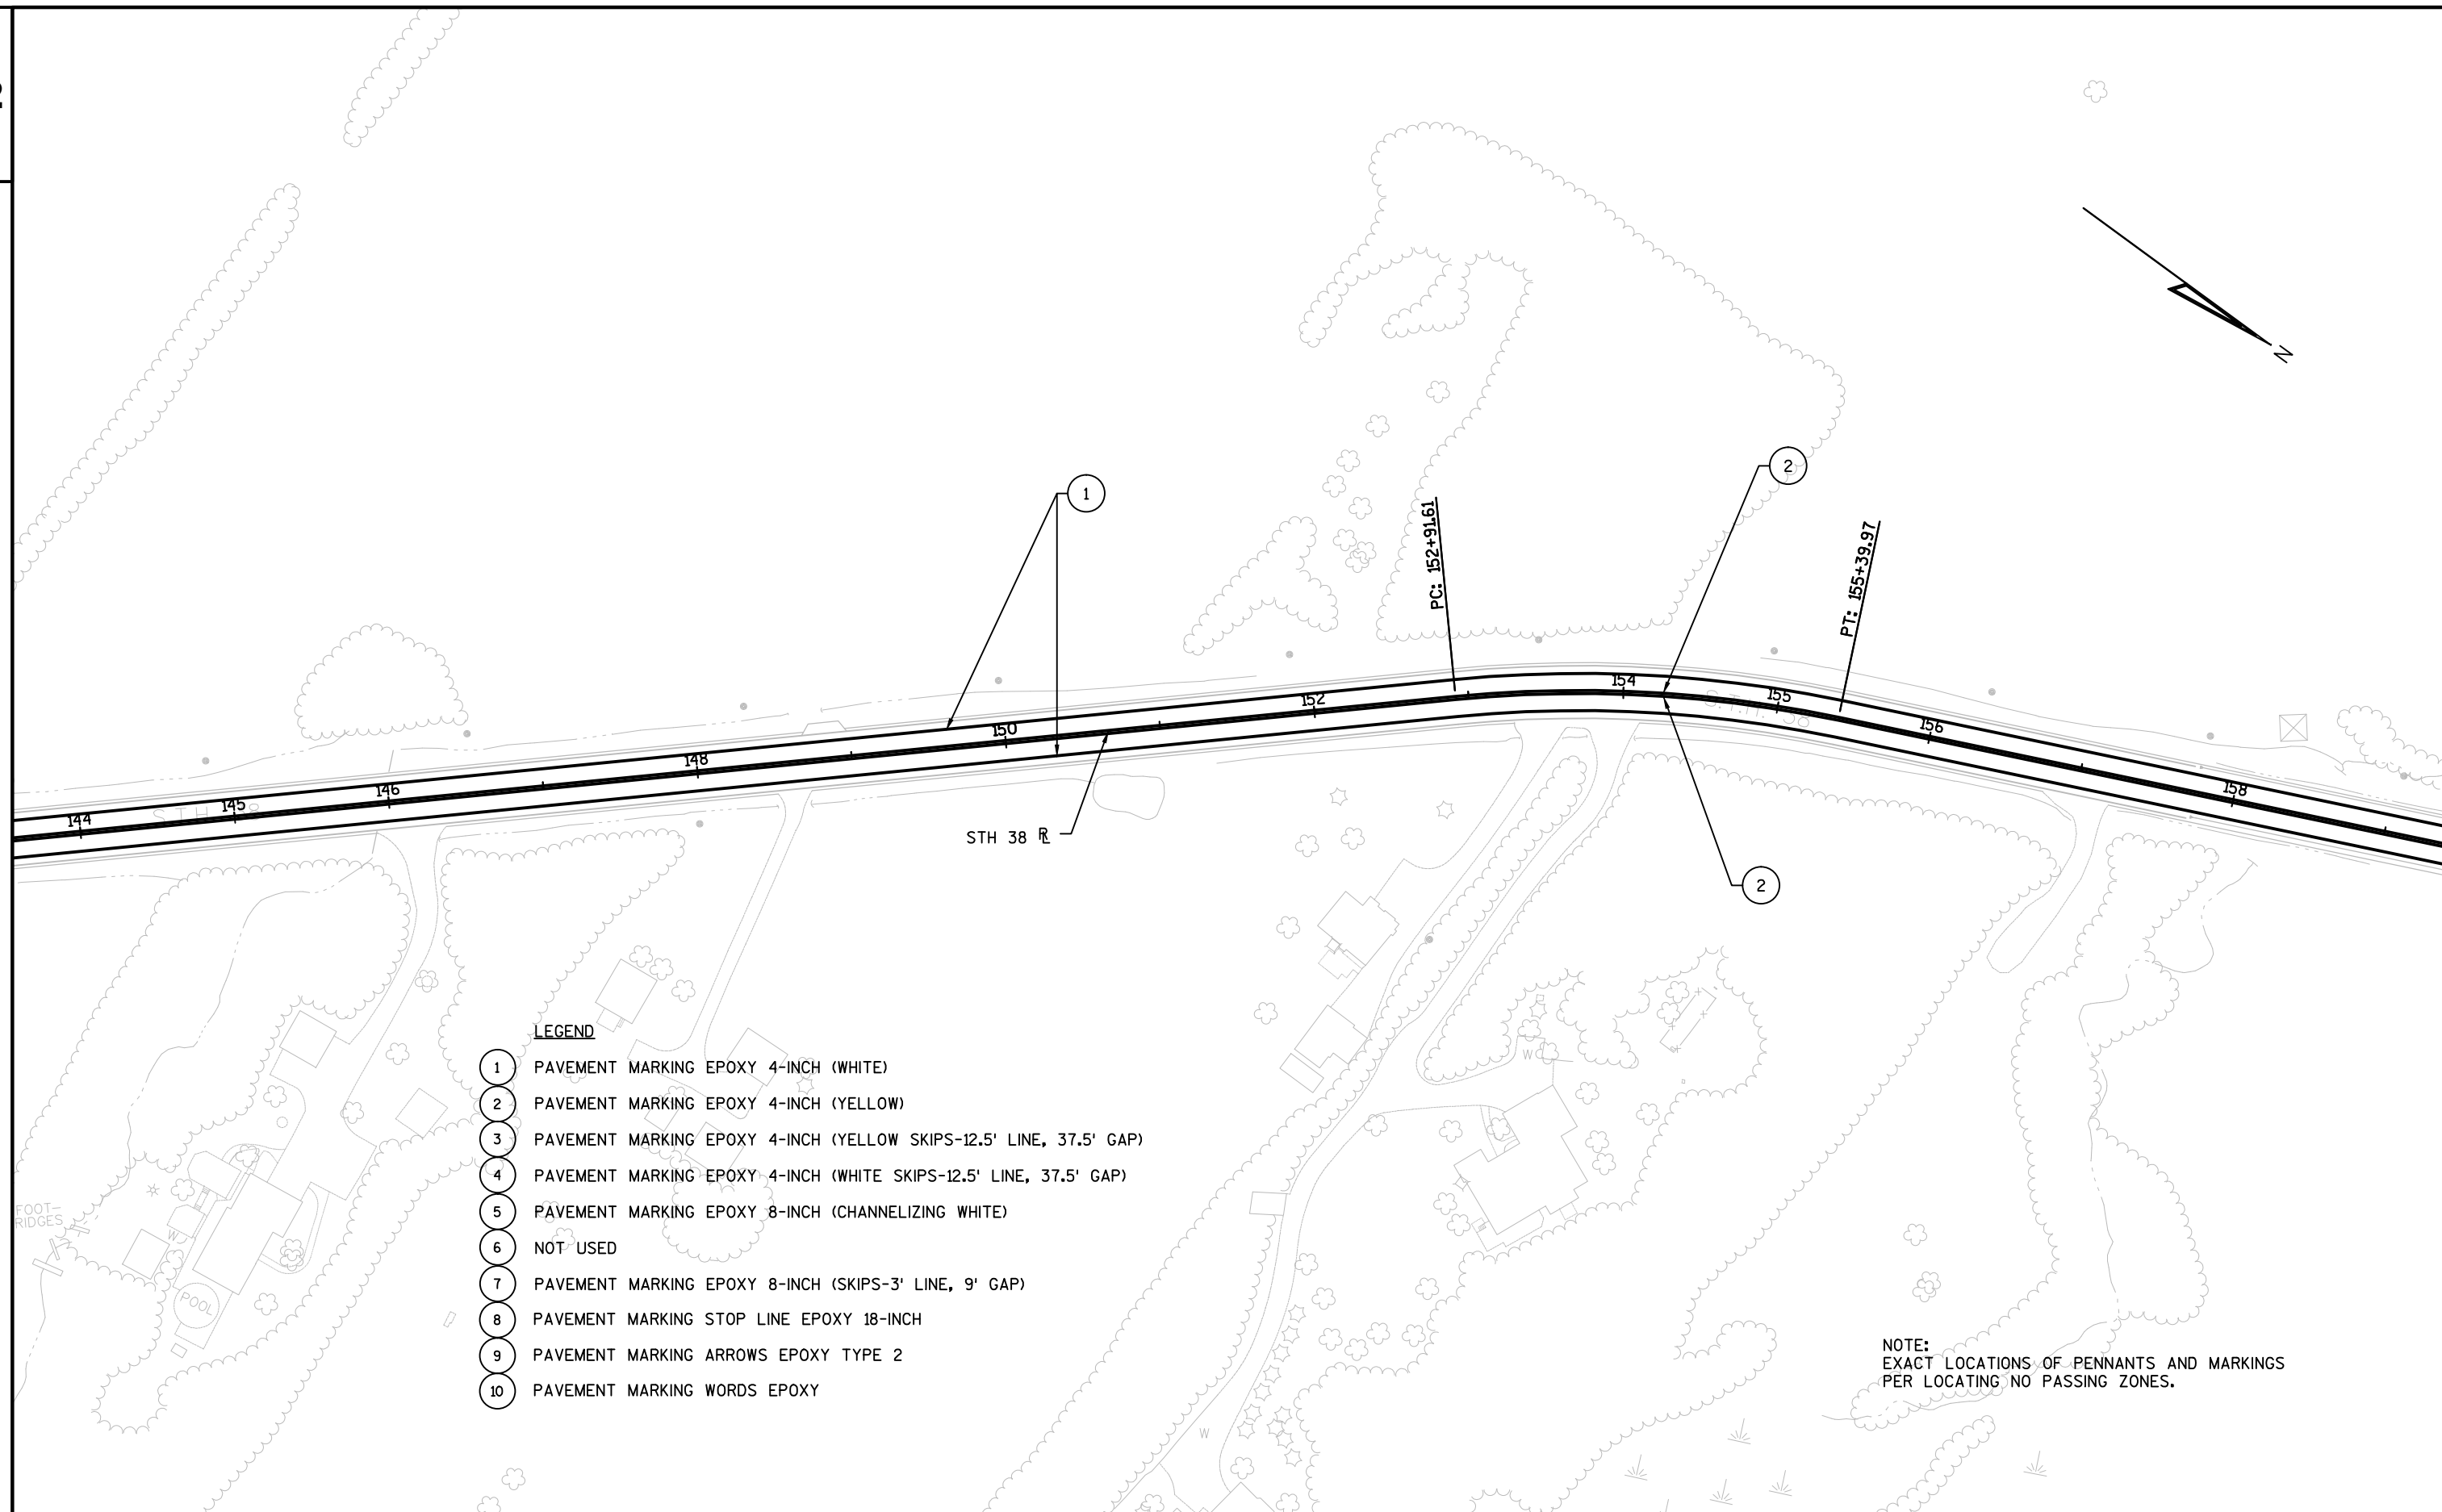 N
1
2
PC: 152+91.61
PT: 155+39.97
144
145
146
148
150
152
154
155
156
158
STH 38 RL
2
LEGEND
1 PAVEMENT MARKING EPOXY 4-INCH (WHITE)
2 PAVEMENT MARKING EPOXY 4-INCH (YELLOW)
3 PAVEMENT MARKING EPOXY 4-INCH (YELLOW SKIPS-12.5' LINE, 37.5' GAP)
4 PAVEMENT MARKING EPOXY 4-INCH (WHITE SKIPS-12.5' LINE, 37.5' GAP)
5 PAVEMENT MARKING EPOXY 8-INCH (CHANNELIZING WHITE)
6 NOT USED
7 PAVEMENT MARKING EPOXY 8-INCH (SKIPS-3' LINE, 9' GAP)
8 PAVEMENT MARKING STOP LINE EPOXY 18-INCH
9 PAVEMENT MARKING ARROWS EPOXY TYPE 2
10 PAVEMENT MARKING WORDS EPOXY
FOOT-
RIDGES
W
POOL
W
W
NOTE:
EXACT LOCATIONS OF PENNANTS AND MARKINGS
PER LOCATING NO PASSING ZONES.